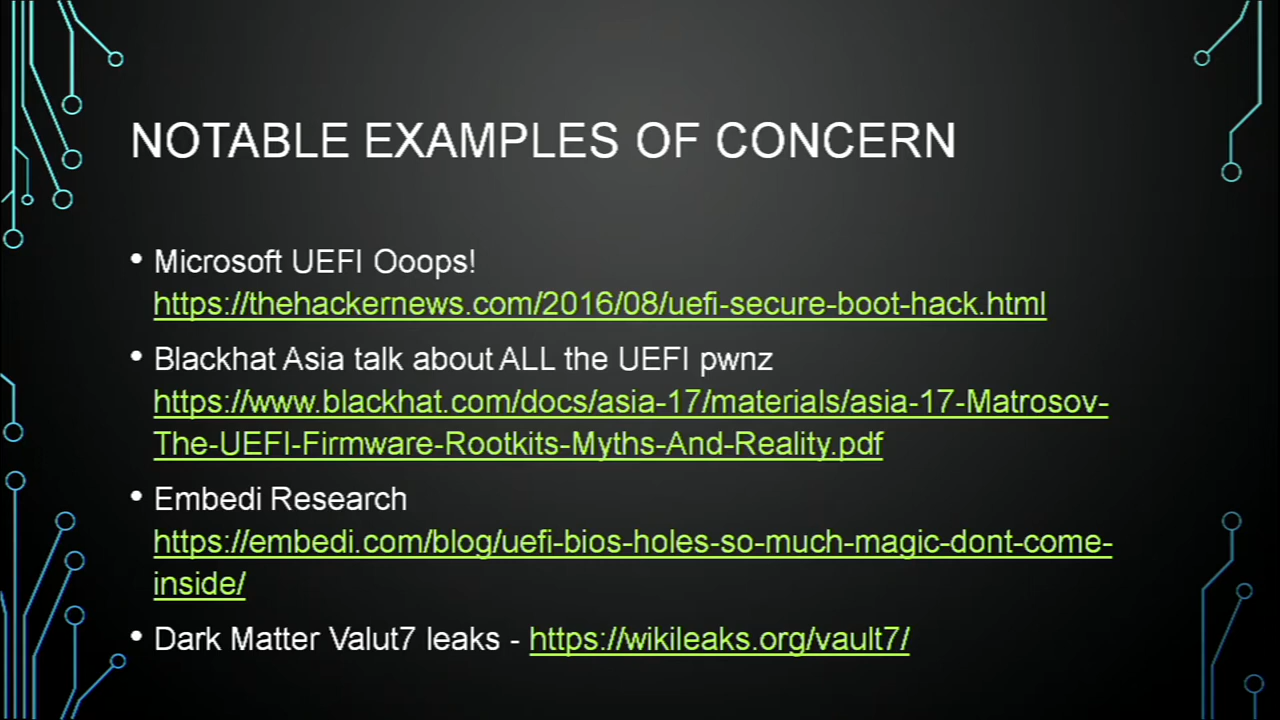 NOTABLE EXAMPLES OF CONCERN
• Microsoft UEFI Ooops!
https://thehackernews.com/2016/08/uefi-secure-boot-hack.html
• Blackhat Asia talk about ALL the UEFI pwnz
https://www.blackhat.com/docs/asia-17/materials/asia-17-Matrosov-
The-UEFI-Firmware-Rootkits-Myths-And-Reality.pdf
• Embedi Research
https://embedi.com/blog/uefi-bios-holes-so-much-magic-dont-come-
inside/
• Dark Matter Valut7 leaks - https://wikileaks.org/vault7/